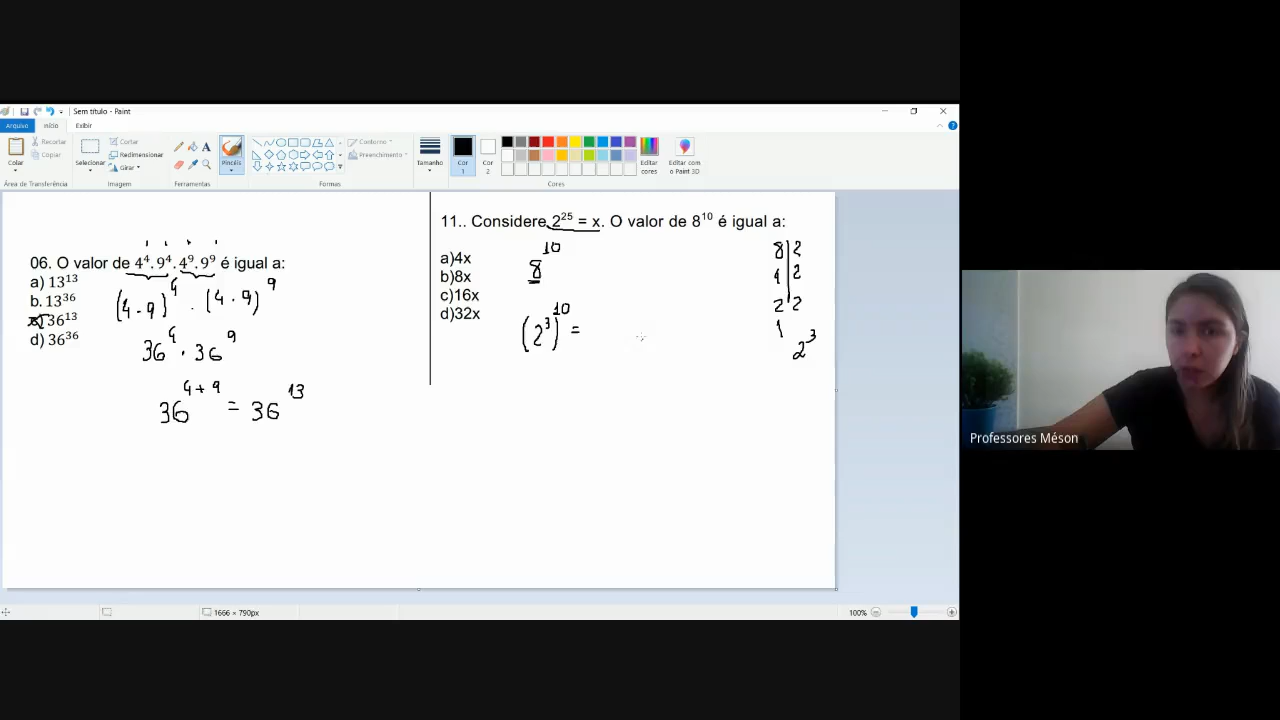 Sem título - Paint
Arquivo Início Exibir
Colar
Recortar
Copiar
Área de Transferência
Selecionar
Cortar
Redimensionar
Girar
Imagem
Ferramentas
Pincéis
Contorno
Preenchimento
Formas
Tamanho
Cor 1
Cor 2
Editar cores
Editar com o Paint 3D
Cores
06. O valor de 4⁴. 9⁴. 4⁹. 9⁹ é igual a:
a) 13¹³
b. 13³⁶
36¹³
d) 36³⁶
(4 . 9)⁴ . (4 . 9)⁹
36⁴ . 36⁹
36⁴⁺⁹ = 36¹³
11.. Considere 2²⁵ = x. O valor de 8¹⁰ é igual a:
a)4x
b)8x
c)16x
d)32x
8¹⁰
(2³)¹⁰ =
8 | 2
4 | 2
2 | 2
1
2³
1666 × 790px
100%
Professores Méson